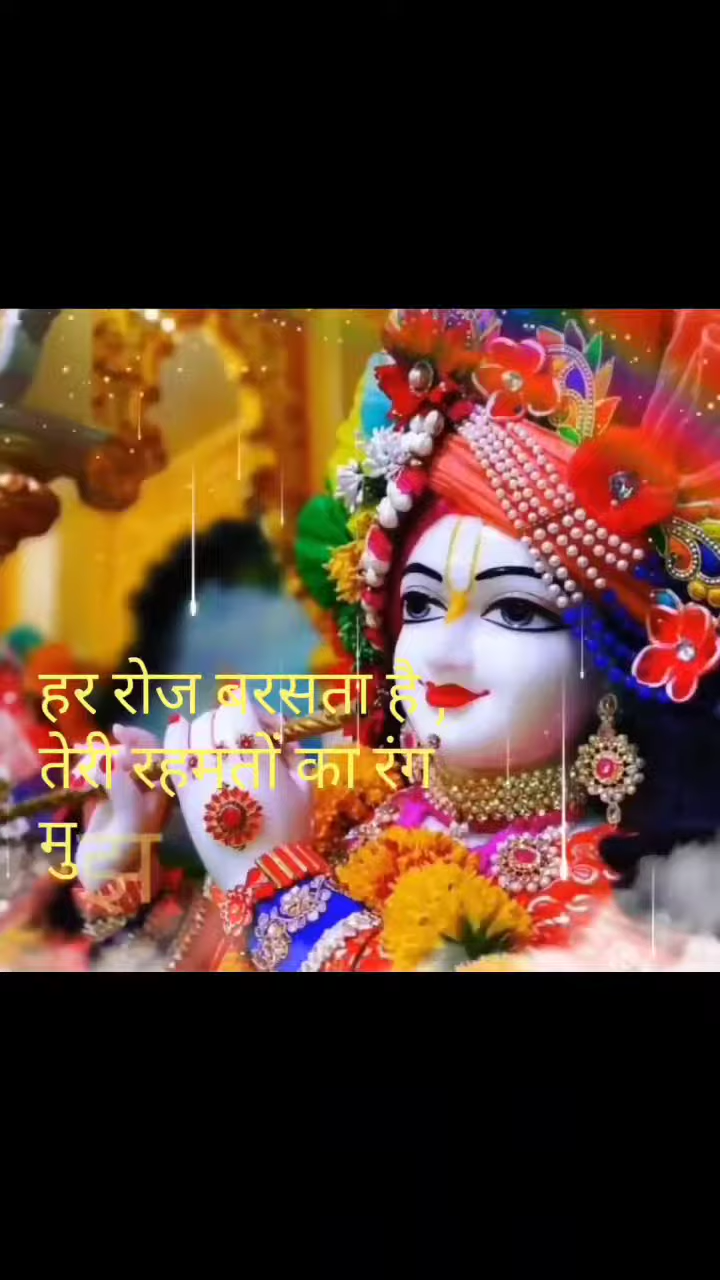 हर रोज बरसता है ,
तेरी रहमतों का रंग
मुझ